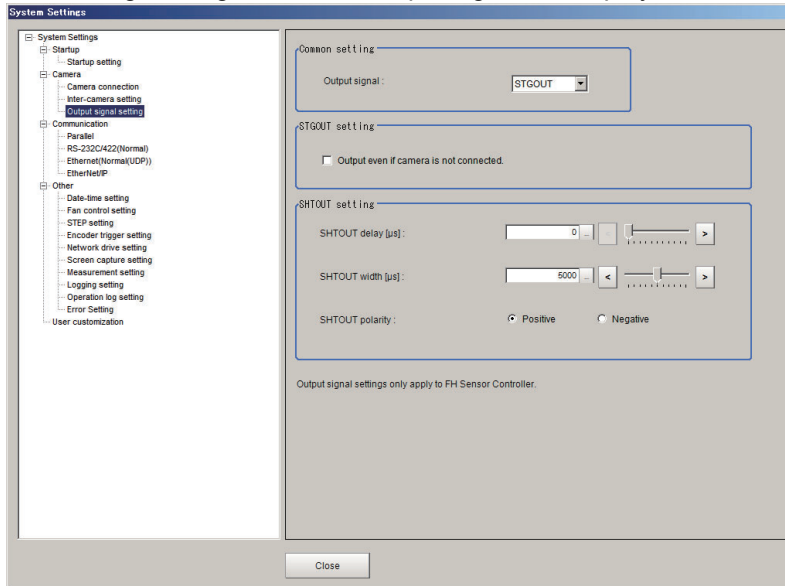 System Settings
System Settings
Startup
Startup setting
Camera
Camera connection
Inter-camera setting
Output signal setting
Communication
Parallel
RS-232C/422(Normal)
Ethernet(Normal(UDP))
EtherNet/IP
Other
Date-time setting
Fan control setting
STEP setting
Encoder trigger setting
Network drive setting
Screen capture setting
Measurement setting
Logging setting
Operation log setting
Error Setting
User customization
Common setting
Output signal : STGOUT
STGOUT setting
Output even if camera is not connected.
SHTOUT setting
SHTOUT delay [µs] : 0 ... < >
SHTOUT width [µs] : 5000 ... < >
SHTOUT polarity : Positive Negative
Output signal settings only apply to FH Sensor Controller.
Close